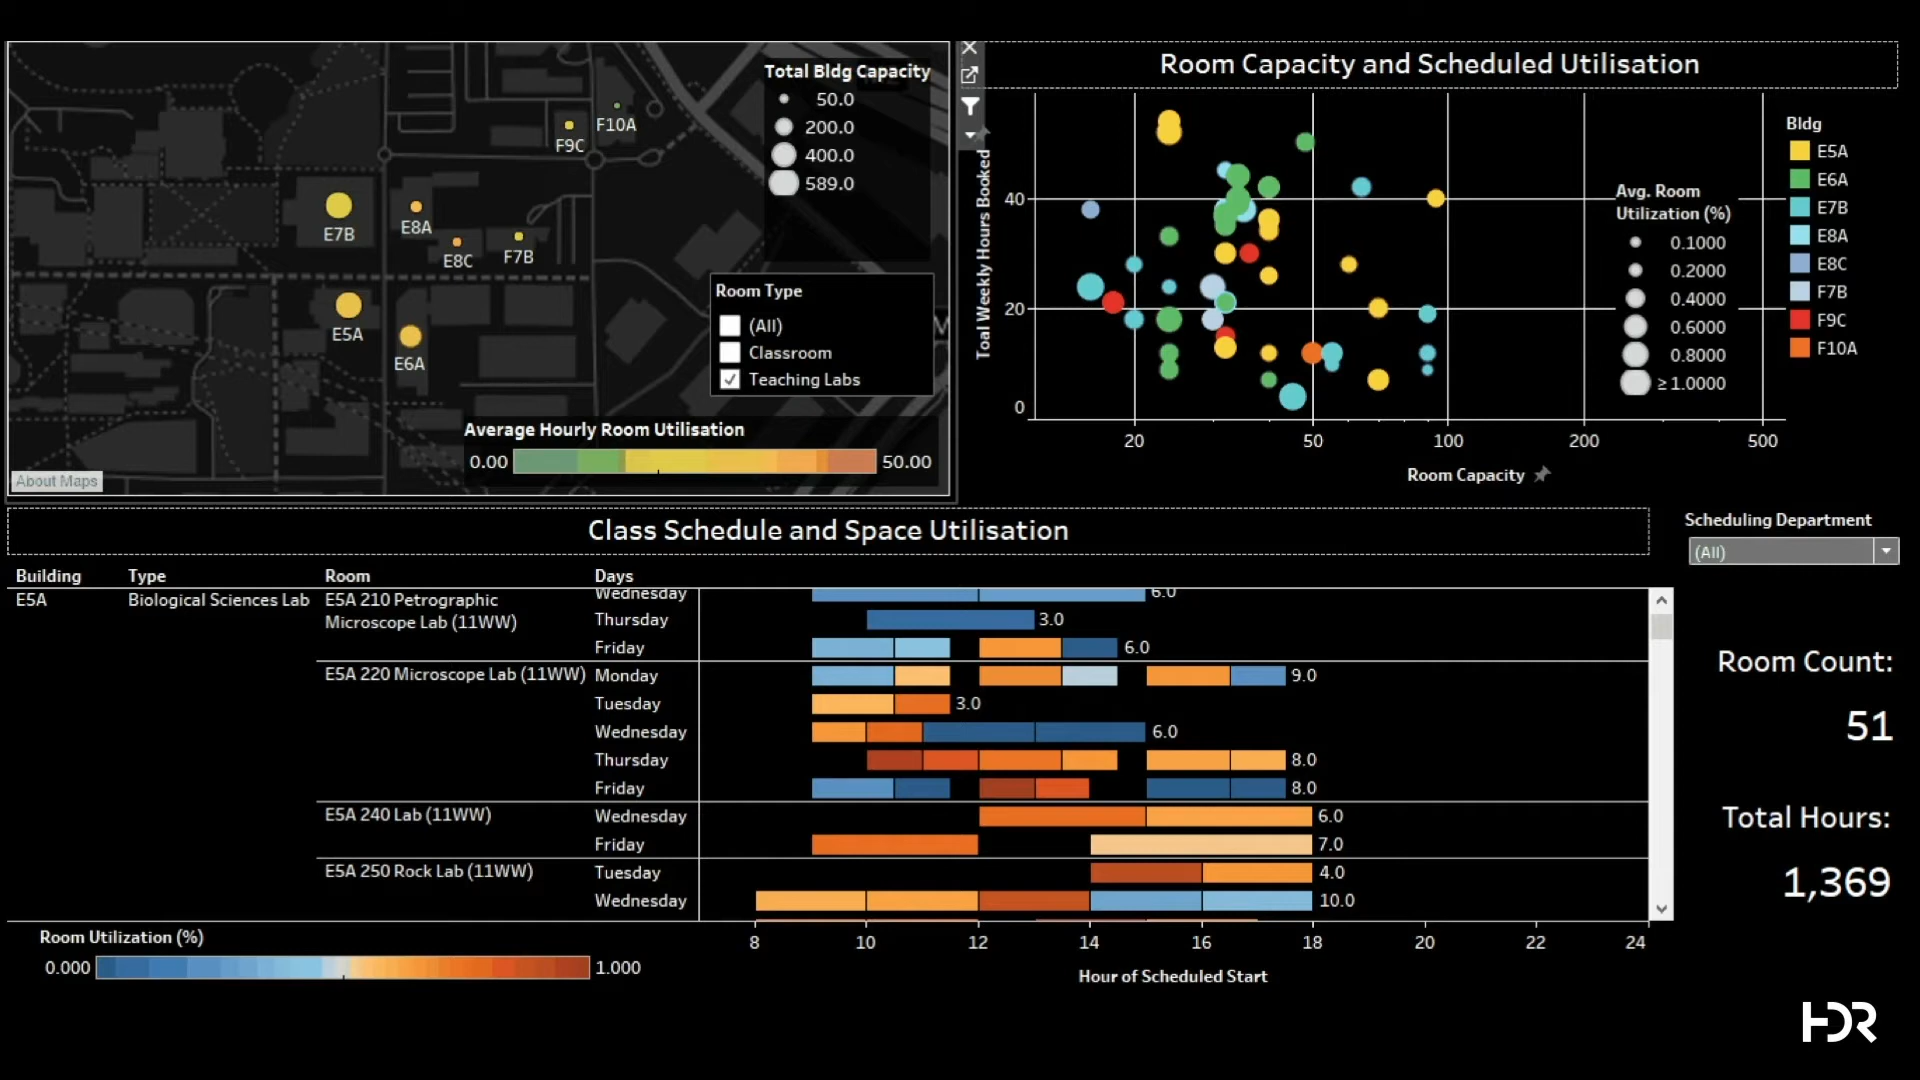 Total Bldg Capacity
50.0
200.0
400.0
589.0
F10A
F9C
E7B
E8A
E8C
F7B
E5A
E6A
Room Type
(All)
Classroom
Teaching Labs
Average Hourly Room Utilisation
0.00
50.00
About Maps
Room Capacity and Scheduled Utilisation
Toal Weekly Hours Booked
40
20
0
20
50
100
200
500
Room Capacity
Avg. Room
Utilization (%)
0.1000
0.2000
0.4000
0.6000
0.8000
≥ 1.0000
Bldg
E5A
E6A
E7B
E8A
E8C
F7B
F9C
F10A
Class Schedule and Space Utilisation
Scheduling Department
(All)
Building Type Room Days
E5A Biological Sciences Lab E5A 210 Petrographic
Microscope Lab (11WW)
Wednesday 6.0
Thursday 3.0
Friday 6.0
E5A 220 Microscope Lab (11WW) Monday 9.0
Tuesday 3.0
Wednesday 6.0
Thursday 8.0
Friday 8.0
E5A 240 Lab (11WW) Wednesday 6.0
Friday 7.0
E5A 250 Rock Lab (11WW) Tuesday 4.0
Wednesday 10.0
8 10 12 14 16 18 20 22 24
Hour of Scheduled Start
Room Utilization (%)
0.000
1.000
Room Count:
51
Total Hours:
1,369
HDR